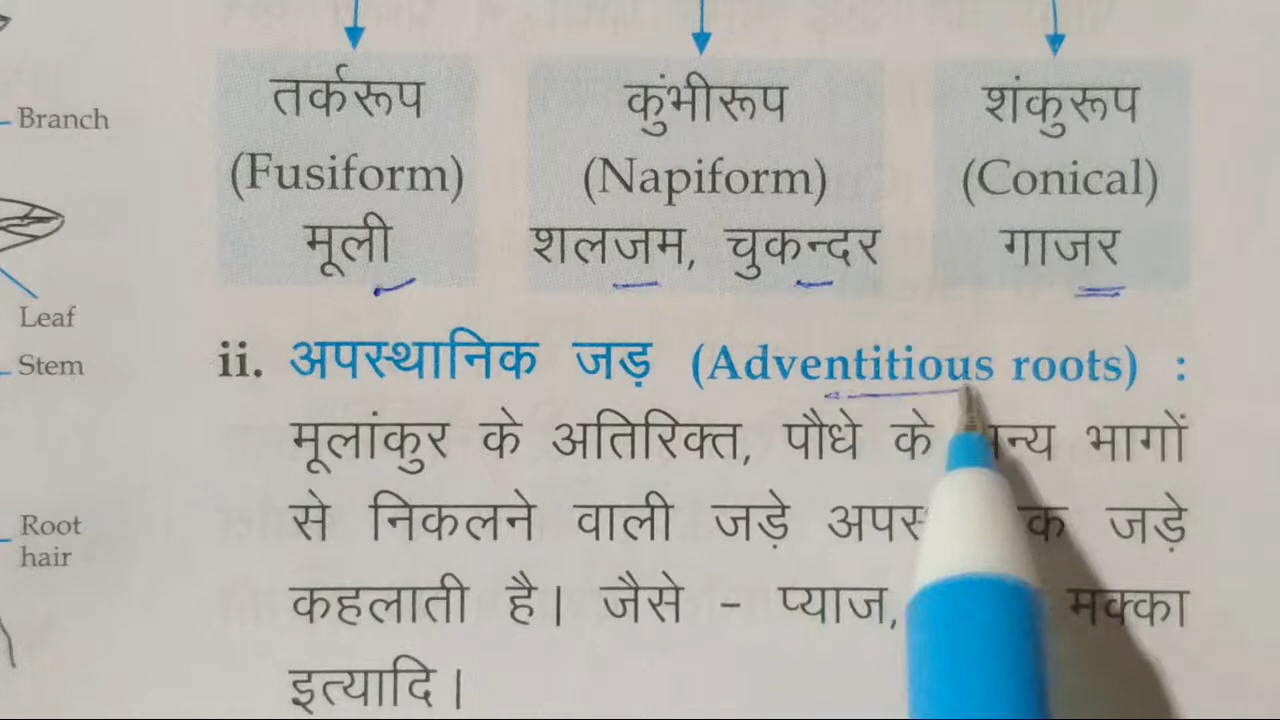 तर्करूप
(Fusiform)
मूली
कुंभीरूप
(Napiform)
शलजम, चुकन्दर
शंकुरूप
(Conical)
गाजर
Branch
Leaf
Stem
Root
hair
ii. अपस्थानिक जड़ (Adventitious roots) :
मूलांकुर के अतिरिक्त, पौधे के भागों
से निकलने वाली जड़े जड़े
कहलाती है। जैसे - प्याज, मक्का
इत्यादि।